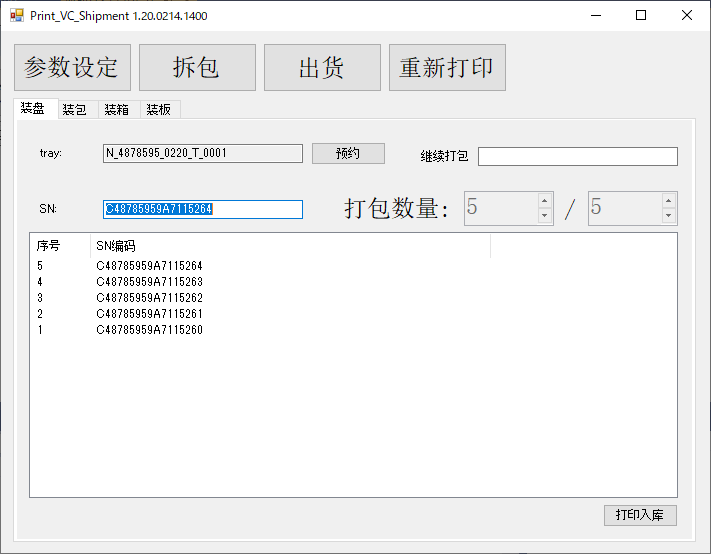 Print_VC_Shipment 1.20.0214.1400
参数设定 拆包 出货 重新打印
装盘 装包 装箱 装板
tray: N_4878595_0220_T_0001 预约 继续打包
SN: C48785959A7115264 打包数量: 5 / 5
序号 SN编码
5 C48785959A7115264
4 C48785959A7115263
3 C48785959A7115262
2 C48785959A7115261
1 C48785959A7115260
打印入库